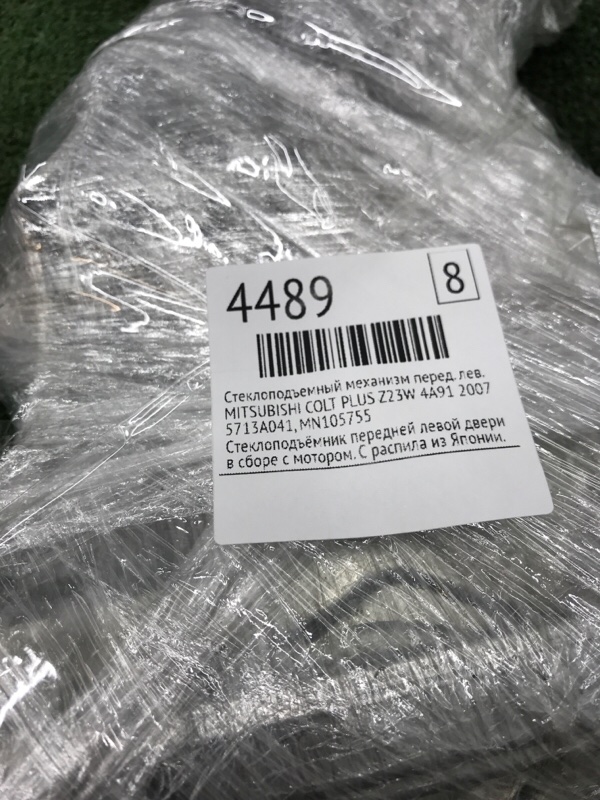 4489
8
Стеклоподъемный механизм перед. лев.
MITSUBISHI COLT PLUS Z23W 4A91 2007
5713A041, MN105755
Стеклоподъёмник передней левой двери
в сборе с мотором. С распила из Японии.